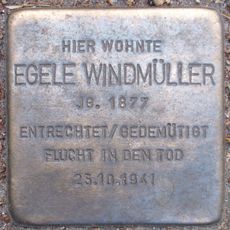 HIER WOHNTE
EGELE WINDMÜLLER
JG. 1877
ENTRECHTET/GEDEMÜTIGT
FLUCHT IN DEN TOD
23.10.1941